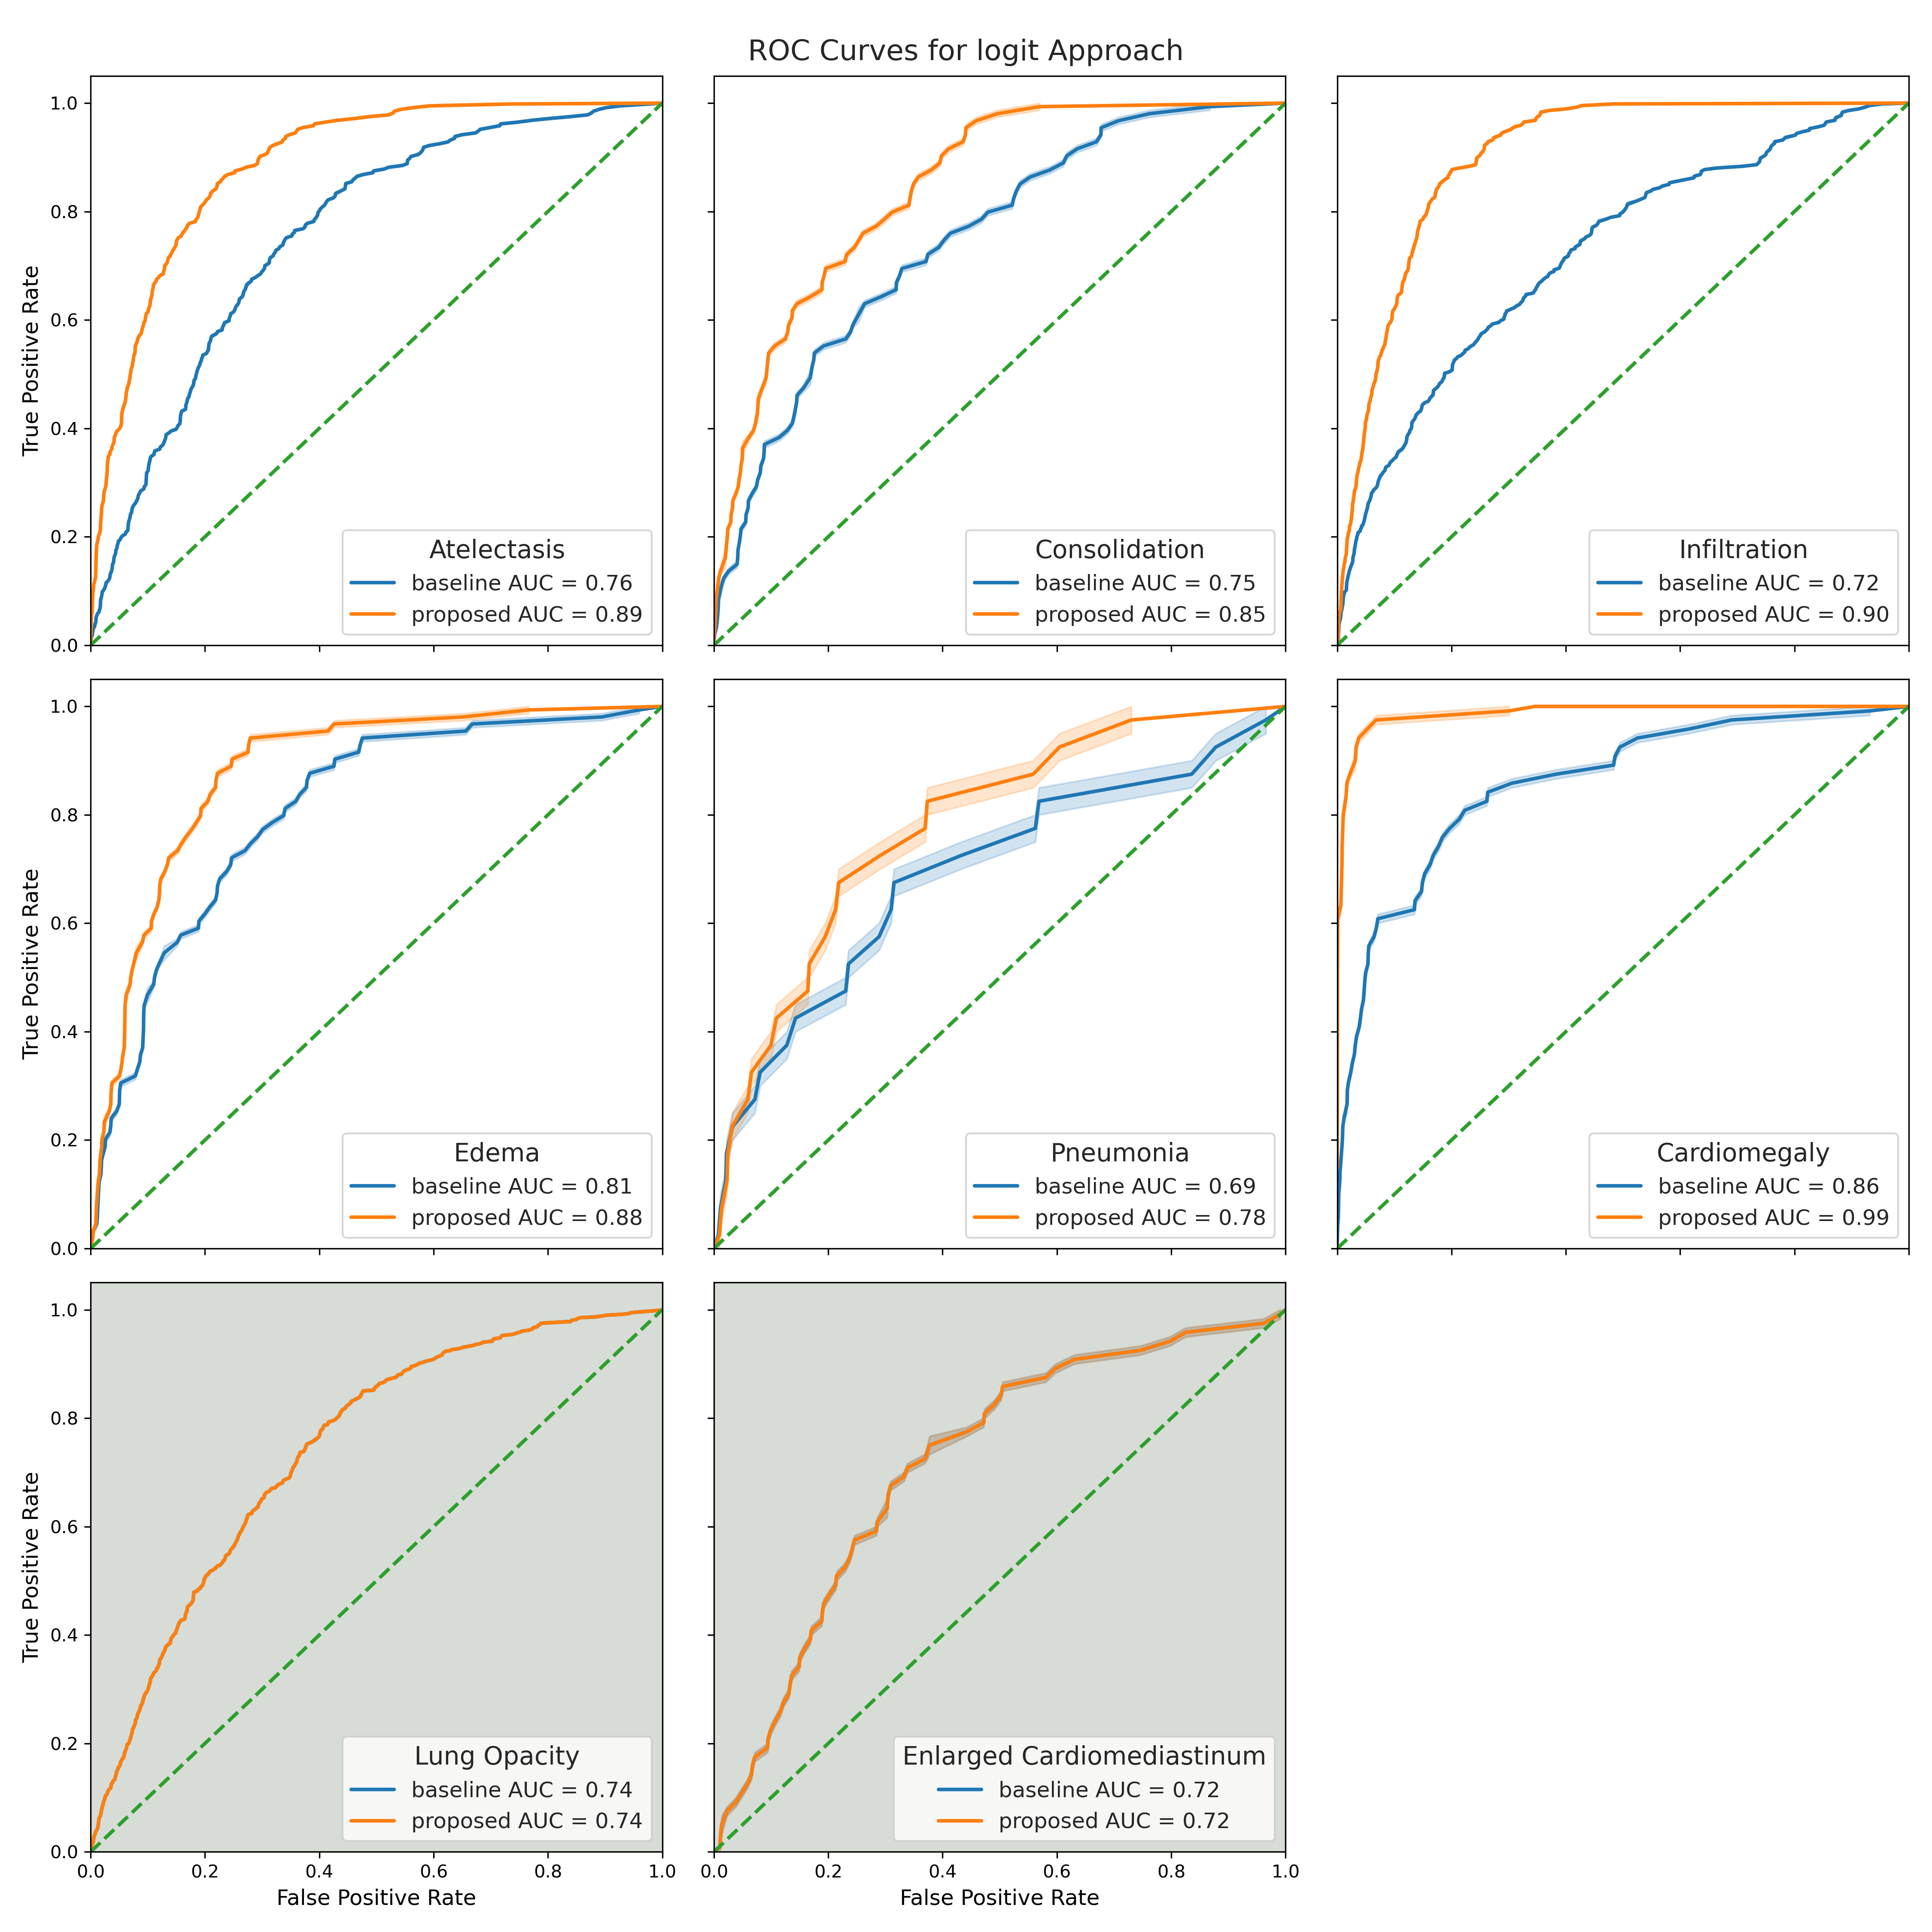 ROC Curves for logit Approach
True Positive Rate
1.0
0.8
0.6
0.4
0.2
0.0
Atelectasis
baseline AUC = 0.76
proposed AUC = 0.89
Consolidation
baseline AUC = 0.75
proposed AUC = 0.85
Infiltration
baseline AUC = 0.72
proposed AUC = 0.90
True Positive Rate
1.0
0.8
0.6
0.4
0.2
0.0
Edema
baseline AUC = 0.81
proposed AUC = 0.88
Pneumonia
baseline AUC = 0.69
proposed AUC = 0.78
Cardiomegaly
baseline AUC = 0.86
proposed AUC = 0.99
True Positive Rate
1.0
0.8
0.6
0.4
0.2
0.0
Lung Opacity
baseline AUC = 0.74
proposed AUC = 0.74
0.0 0.2 0.4 0.6 0.8 1.0
False Positive Rate
Enlarged Cardiomediastinum
baseline AUC = 0.72
proposed AUC = 0.72
0.0 0.2 0.4 0.6 0.8 1.0
False Positive Rate